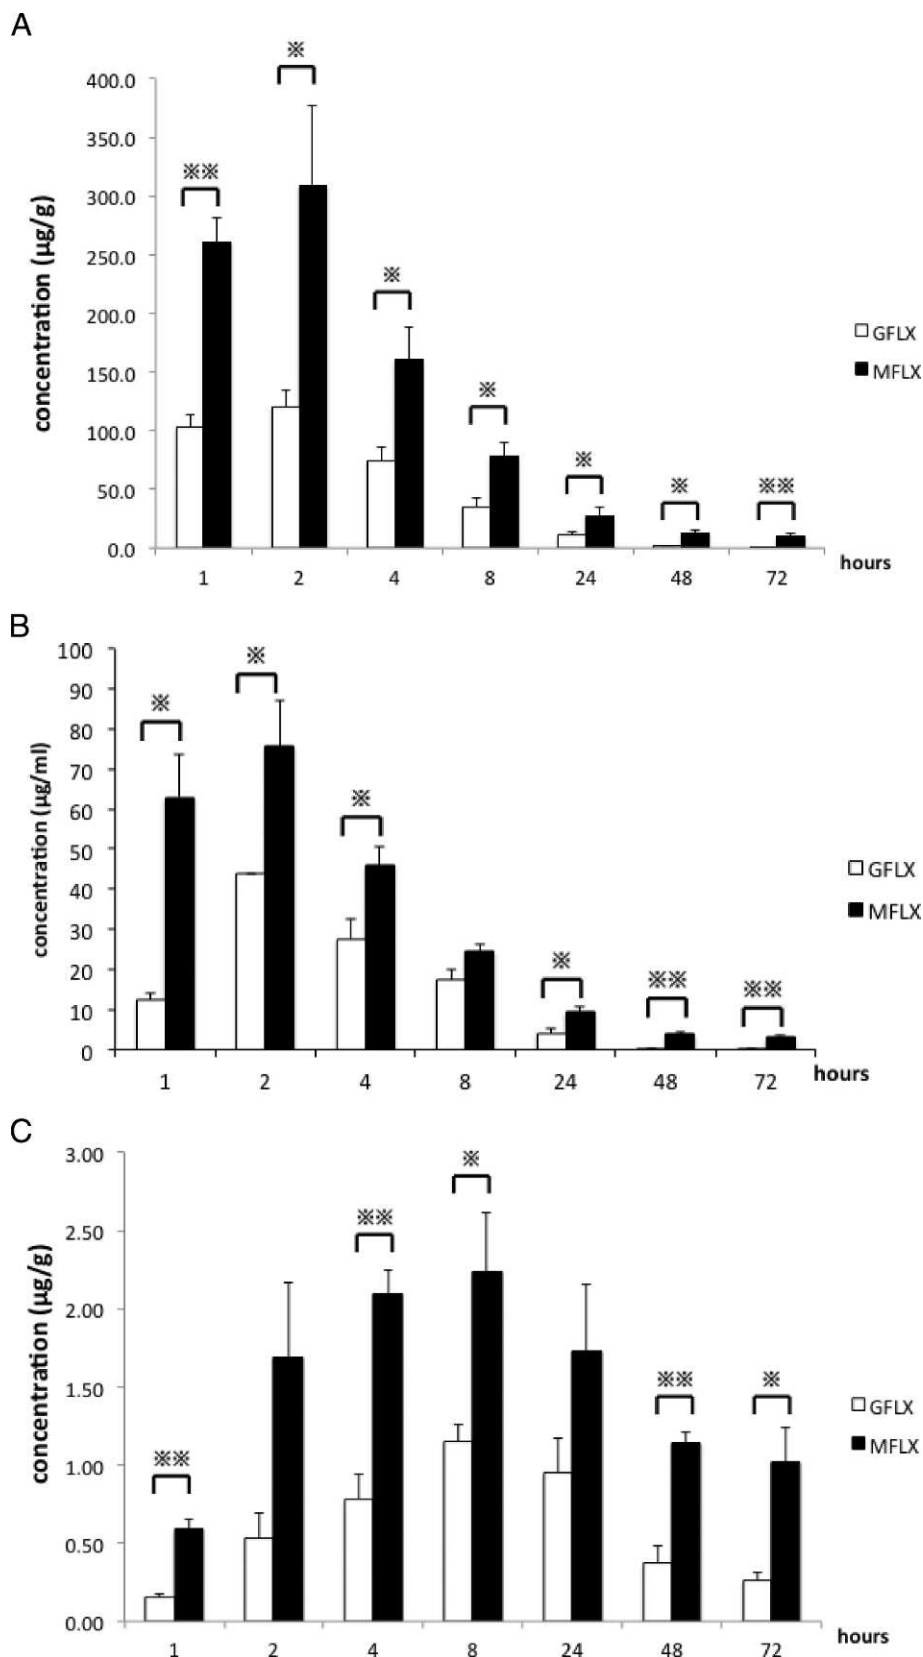 A
concentration (μg/g)
400.0
350.0
300.0
250.0
200.0
150.0
100.0
50.0
0.0
※※
※
※
※
※
※
※※
1 2 4 8 24 48 72
hours
GFLX
MFLX
B
concentration (μg/ml)
100
90
80
70
60
50
40
30
20
10
0
※
※
※
※
※※
※※
1 2 4 8 24 48 72
hours
GFLX
MFLX
C
concentration (μg/g)
3.00
2.50
2.00
1.50
1.00
0.50
0.00
※※
※※
※
※※
※
1 2 4 8 24 48 72
hours
GFLX
MFLX